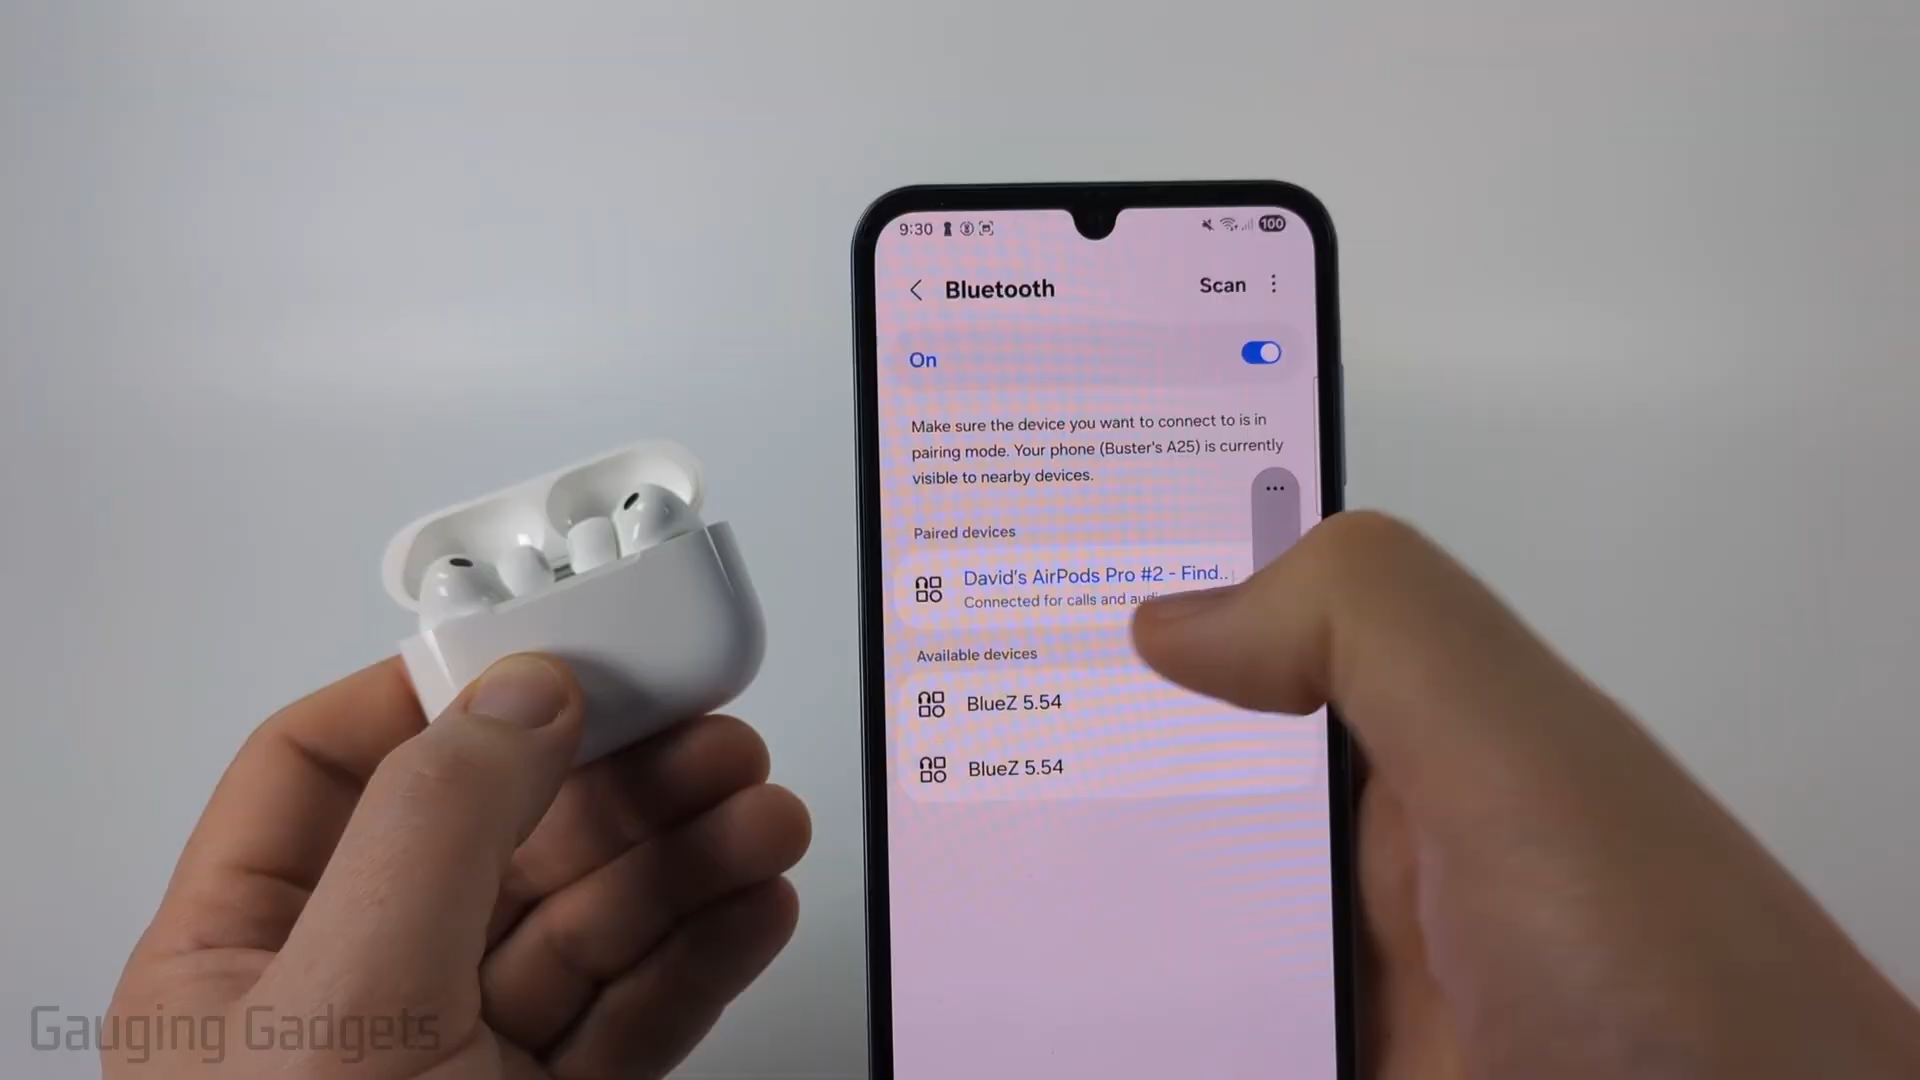 9:30
100
Bluetooth
Scan
On
Make sure the device you want to connect to is in
pairing mode. Your phone (Buster's A25) is currently
visible to nearby devices.
Paired devices
David's AirPods Pro #2 - Find..
Connected for calls and
Available devices
BlueZ 5.54
BlueZ 5.54
Gauging Gadgets